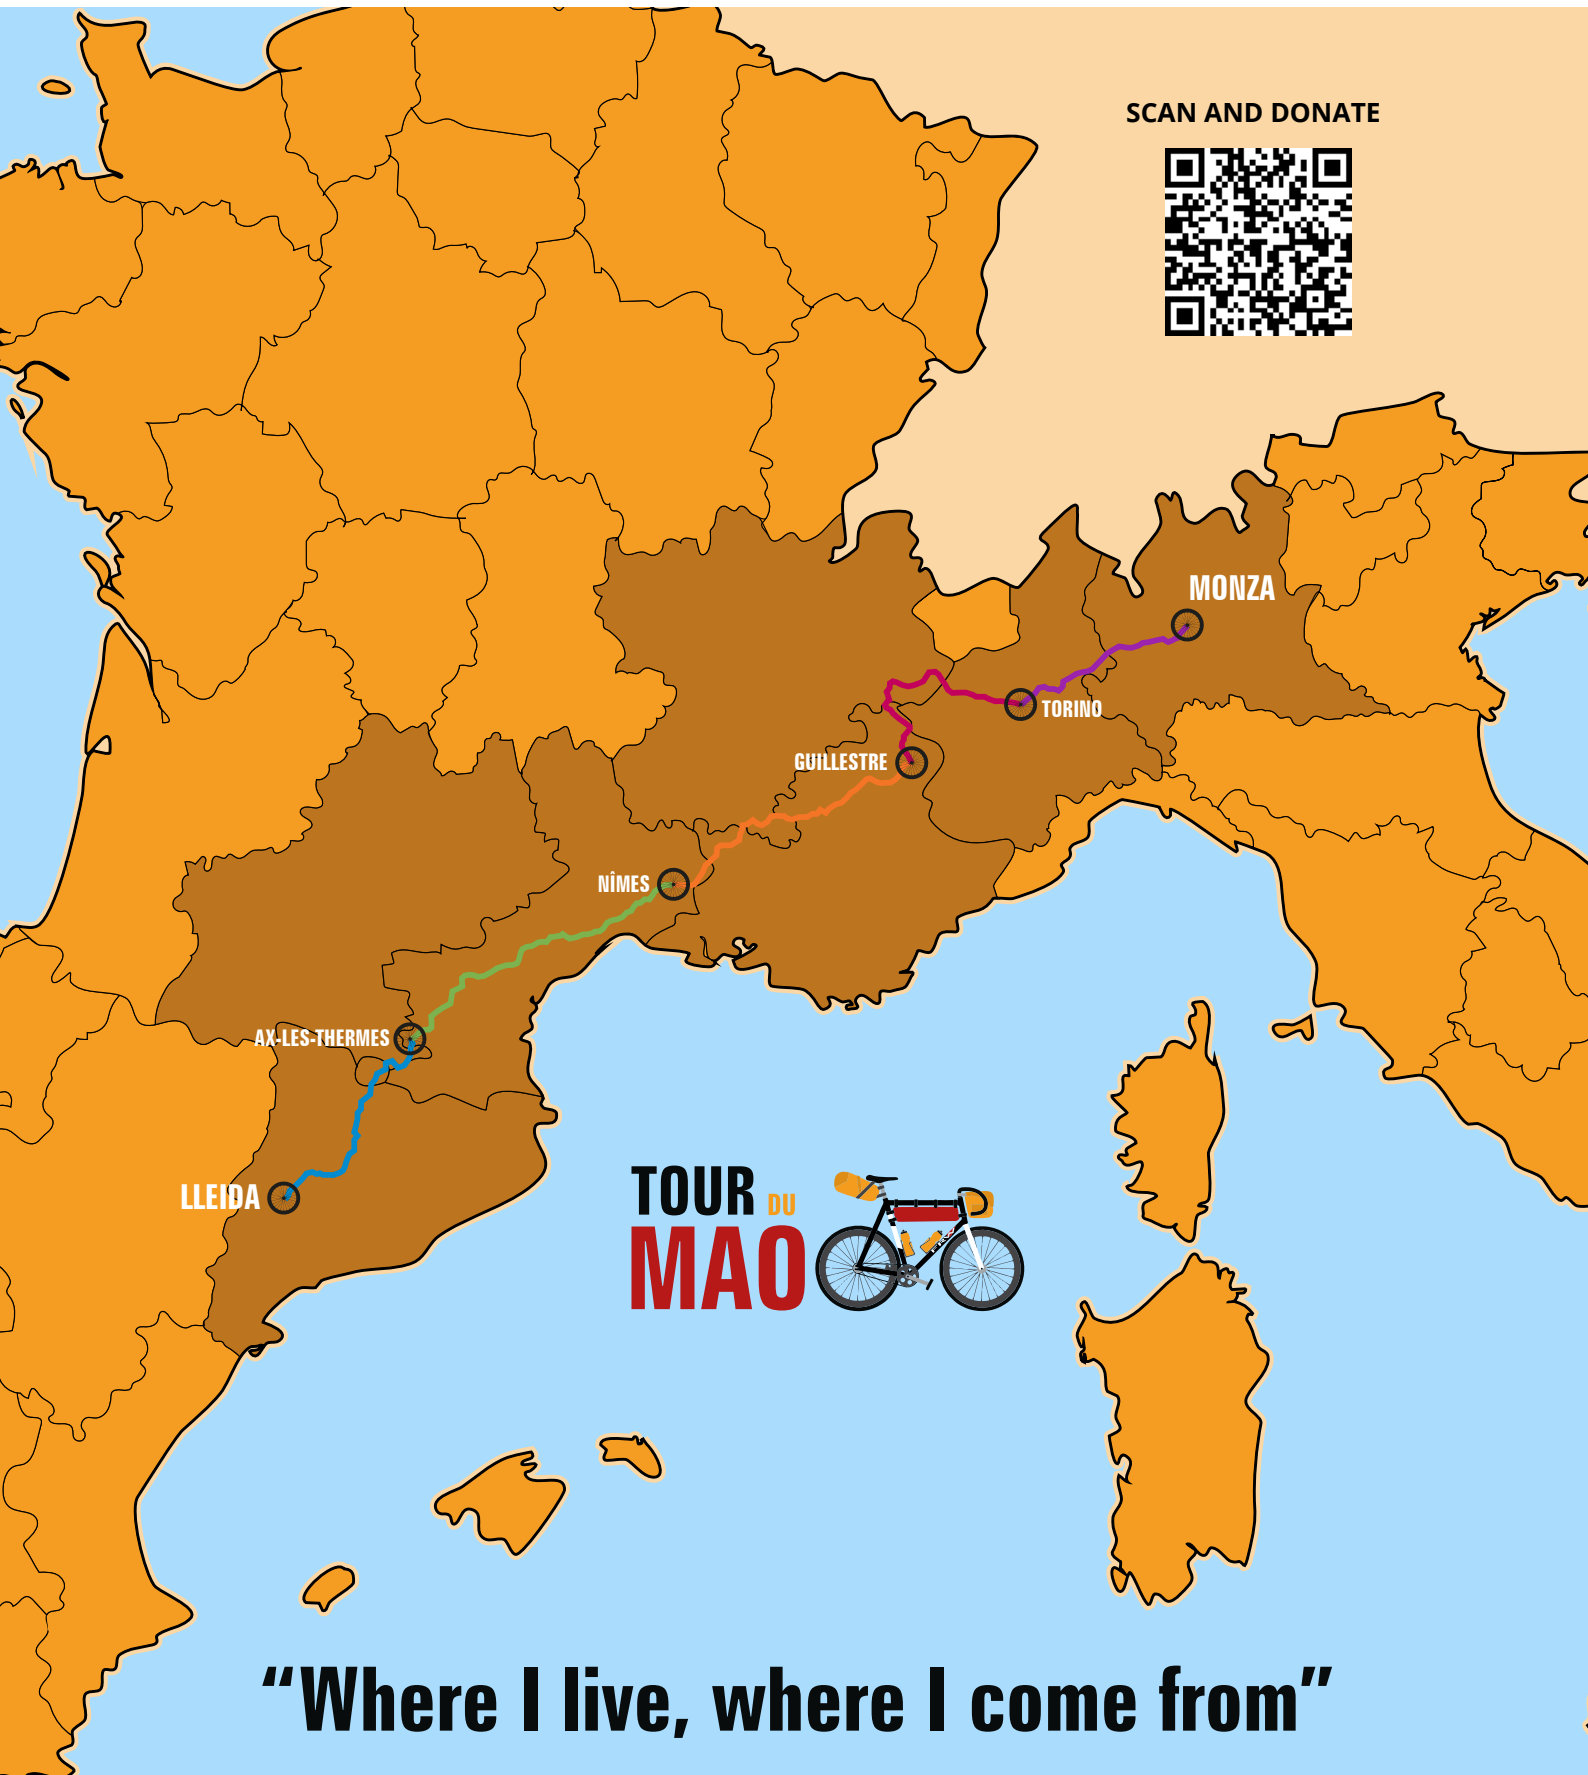 SCAN AND DONATE
MONZA
TORINO
GUILLESTRE
NÎMES
AX-LES-THERMES
LLEIDA
TOUR DU
MAO
“Where I live, where I come from”